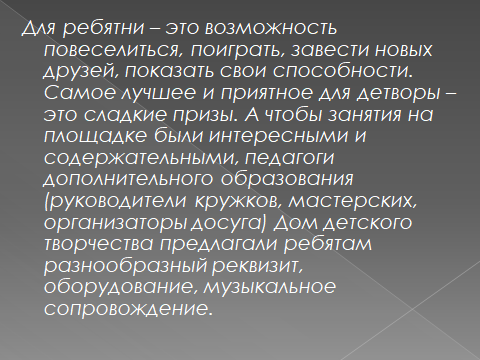 Для ребятни – это возможность
повеселиться, поиграть, завести новых
друзей, показать свои способности.
Самое лучшее и приятное для детворы –
это сладкие призы. А чтобы занятия на
площадке были интересными и
содержательными, педагоги
дополнительного образования
(руководители кружков, мастерских,
организаторы досуга) Дом детского
творчества предлагали ребятам
разнообразный реквизит,
оборудование, музыкальное
сопровождение.